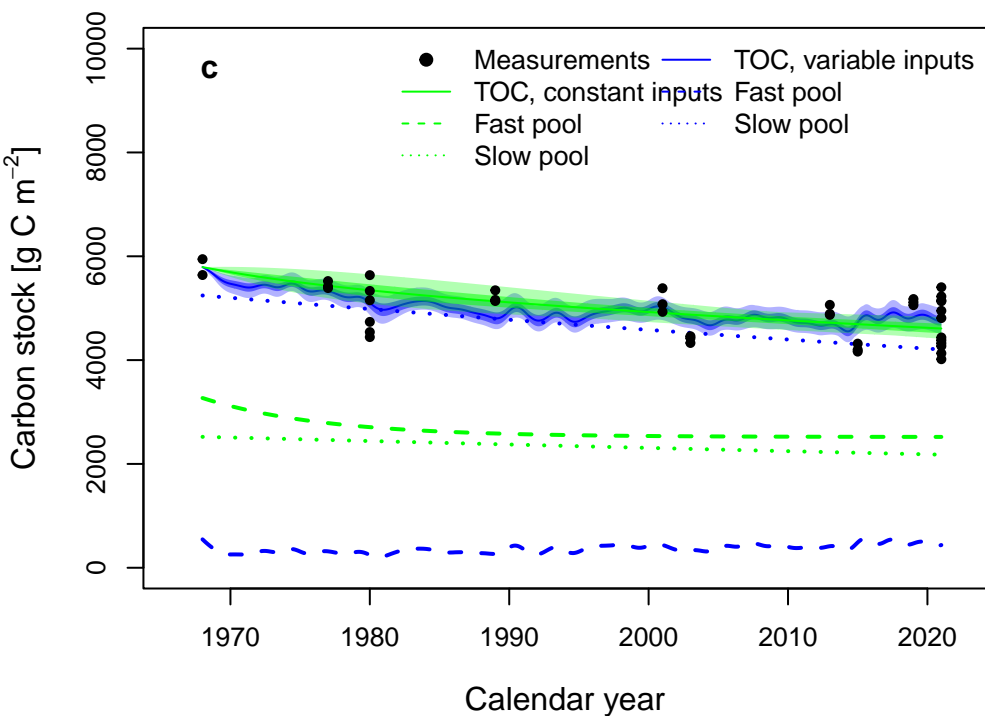 c
Measurements
TOC, constant inputs
Fast pool
Slow pool
TOC, variable inputs
Fast pool
Slow pool
Carbon stock [g C m⁻²]
10000
8000
6000
4000
2000
0
1970 1980 1990 2000 2010 2020
Calendar year